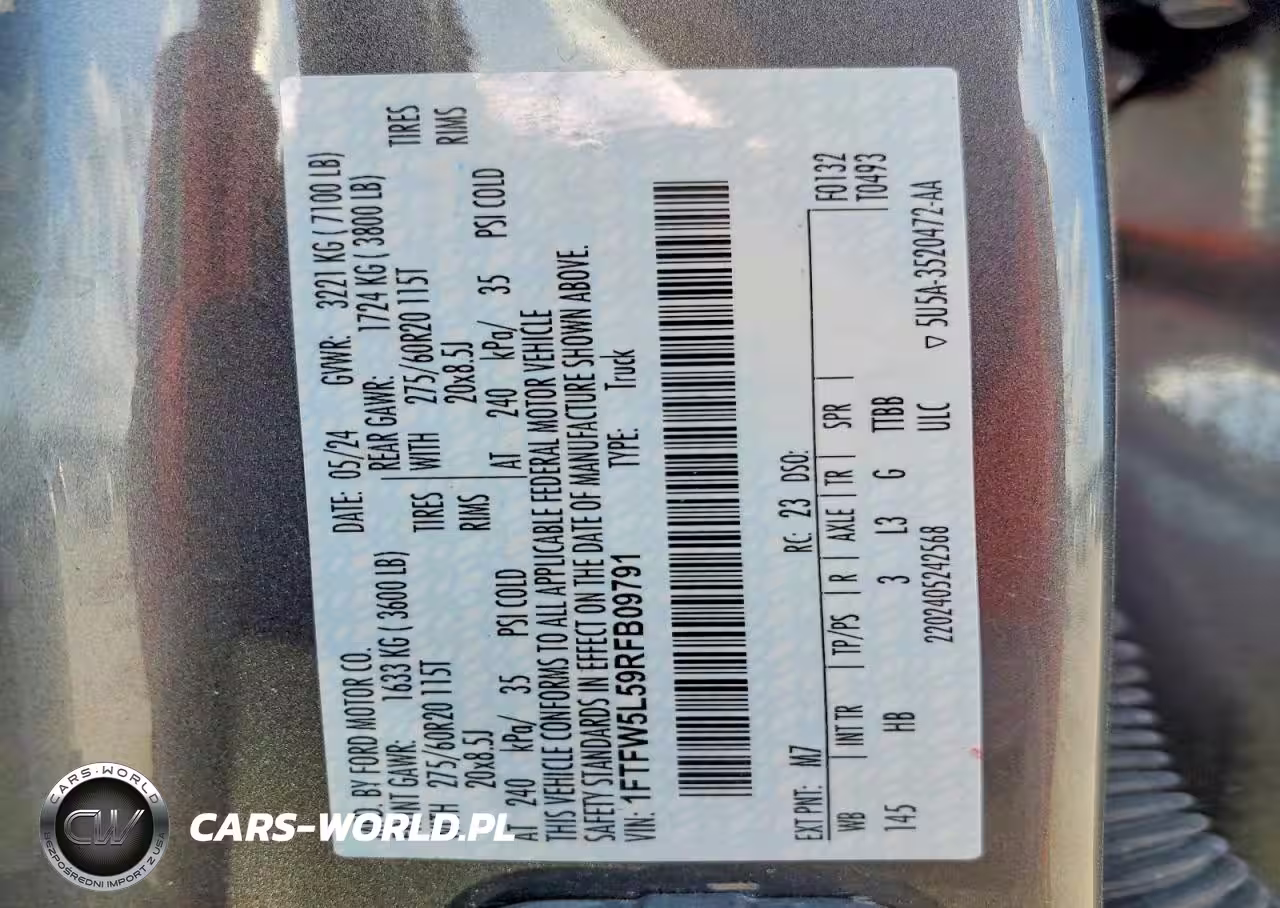 MFD. BY FORD MOTOR CO.
DATE: 05/24 GVWR: 3221 KG ( 7100 LB)
FRNT GAWR: 1633 KG ( 3600 LB)
REAR GAWR: 1724 KG ( 3800 LB)
WITH 275/60R20 115T TIRES
WITH 275/60R20 115T TIRES
20x8.5J RIMS
20x8.5J RIMS
AT 240 kPa/ 35 PSI COLD
AT 240 kPa/ 35 PSI COLD
THIS VEHICLE CONFORMS TO ALL APPLICABLE FEDERAL MOTOR VEHICLE
SAFETY STANDARDS IN EFFECT ON THE DATE OF MANUFACTURE SHOWN ABOVE.
VIN: 1FTFW5L59RFB09791 TYPE: Truck
EXT PNT: M7 RC: 23 DSO:
F0132
WB | INT TR | TP/PS | R | AXLE | TR | SPR |
T0493
145 HB 3 L3 G TTBB
2202405242568 ULC ▽ 5U5A-3520472-AA
CARS-WORLD
CW
BEZPOŚREDNI IMPORT Z USA
CARS-WORLD.PL